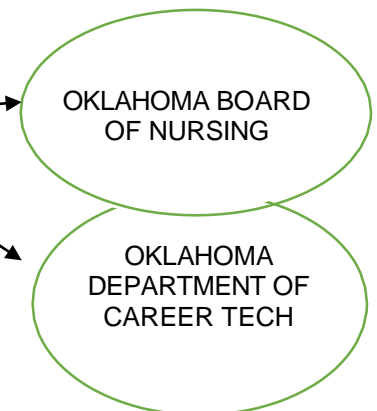 OKLAHOMA BOARD
OF NURSING
OKLAHOMA
DEPARTMENT OF
CAREER TECH